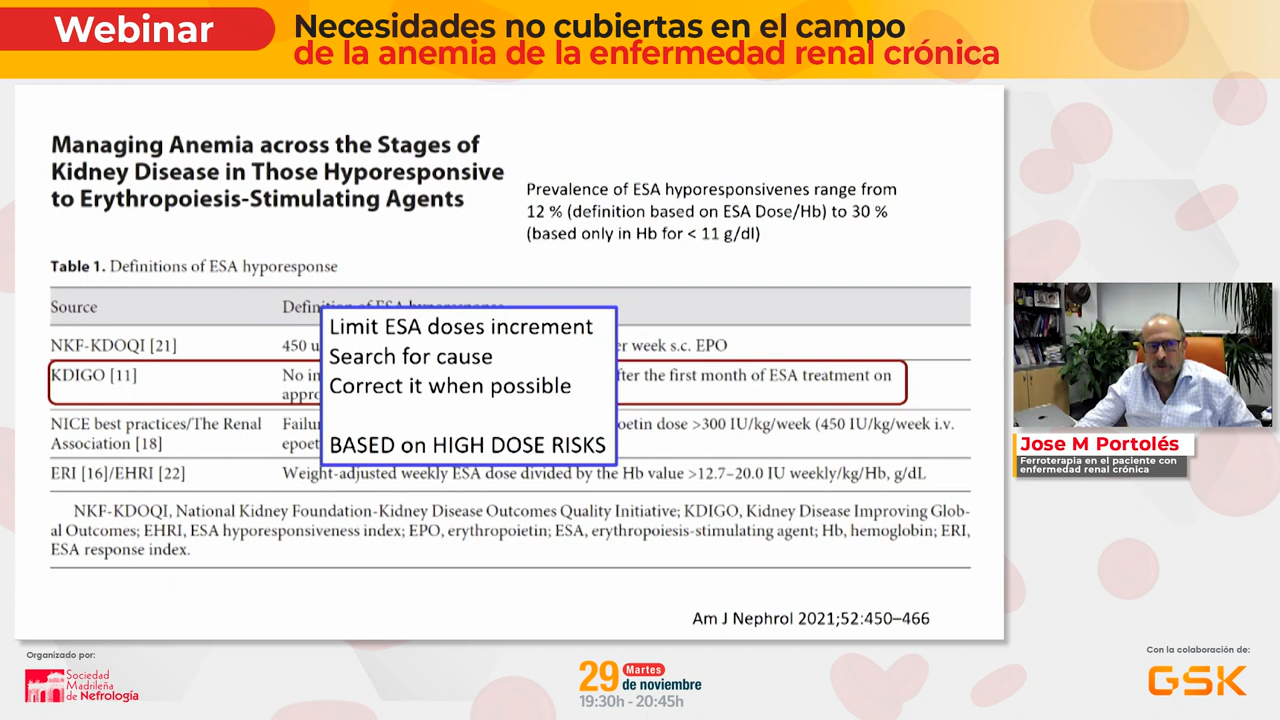 Webinar
Necesidades no cubiertas en el campo
de la anemia de la enfermedad renal crónica
Managing Anemia across the Stages of
Kidney Disease in Those Hyporesponsive
to Erythropoiesis-Stimulating Agents
Prevalence of ESA hyporesponsivenes range from
12 % (definition based on ESA Dose/Hb) to 30 %
(based only in Hb for < 11 g/dl)
Table 1. Definitions of ESA hyporesponse
Source
Definition of ESA hyporesponse
NKF-KDOQI [21]
450 u
er week s.c. EPO
KDIGO [11]
No in
fter the first month of ESA treatment on
appro
NICE best practices/The Renal
Association [18]
Failur
oetin dose >300 IU/kg/week (450 IU/kg/week i.v.
epoet
ERI [16]/EHRI [22]
Weight-adjusted weekly ESA dose divided by the Hb value >12.7–20.0 IU weekly/kg/Hb, g/dL
Limit ESA doses increment
Search for cause
Correct it when possible
BASED on HIGH DOSE RISKS
NKF-KDOQI, National Kidney Foundation-Kidney Disease Outcomes Quality Initiative; KDIGO, Kidney Disease Improving Glob-
al Outcomes; EHRI, ESA hyporesponsiveness index; EPO, erythropoietin; ESA, erythropoiesis-stimulating agent; Hb, hemoglobin; ERI,
ESA response index.
Am J Nephrol 2021;52:450–466
Jose M Portolés
Ferroterapia en el paciente con
enfermedad renal crónica
Organizado por:
Sociedad
Madrileña
de Nefrología
29
Martes
de noviembre
19:30h - 20:45h
Con la colaboración de:
GSK